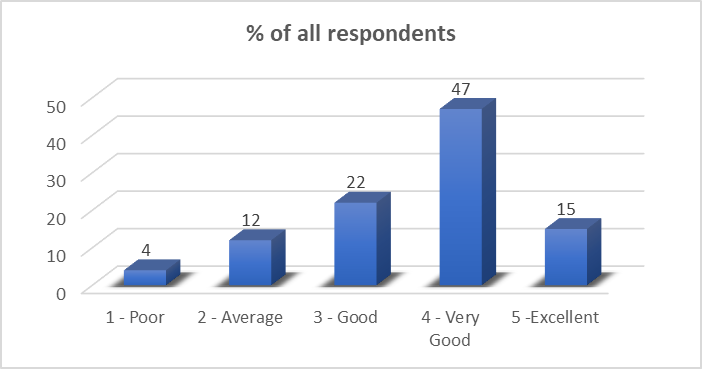 % of all respondents
50
40
30
20
10
0
4
12
22
47
15
1 - Poor
2 - Average
3 - Good
4 - Very
Good
5 -Excellent